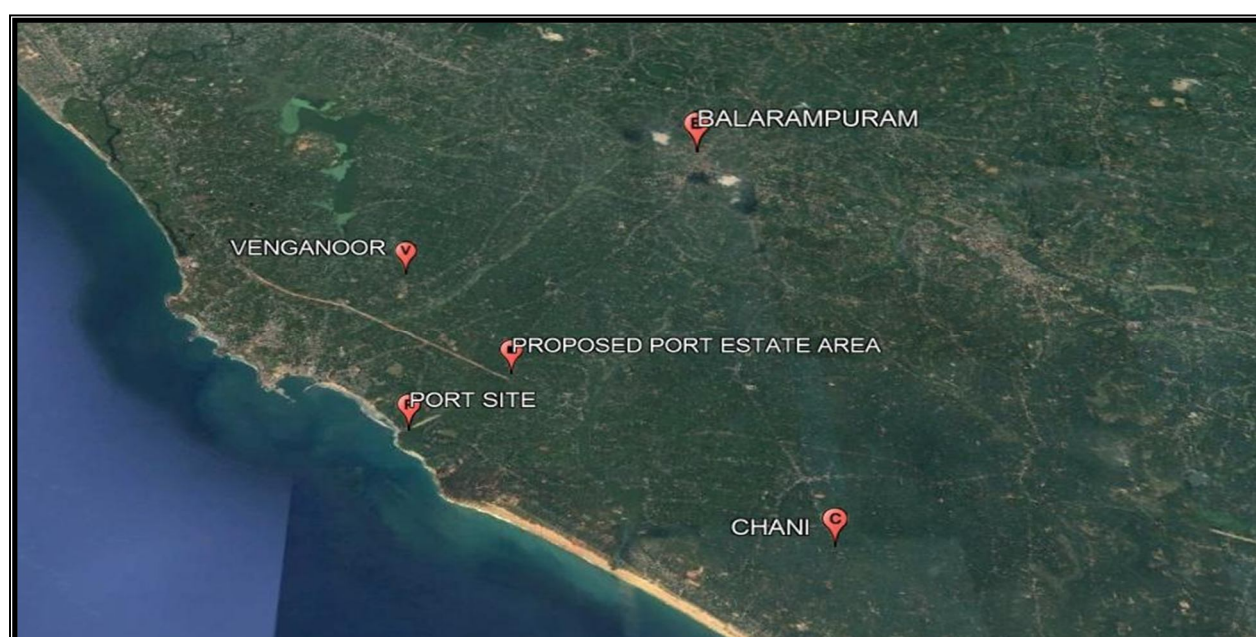 BALARAMPURAM
VENGANOOR
V
PROPOSED PORT ESTATE AREA
PORT SITE
C
CHANI